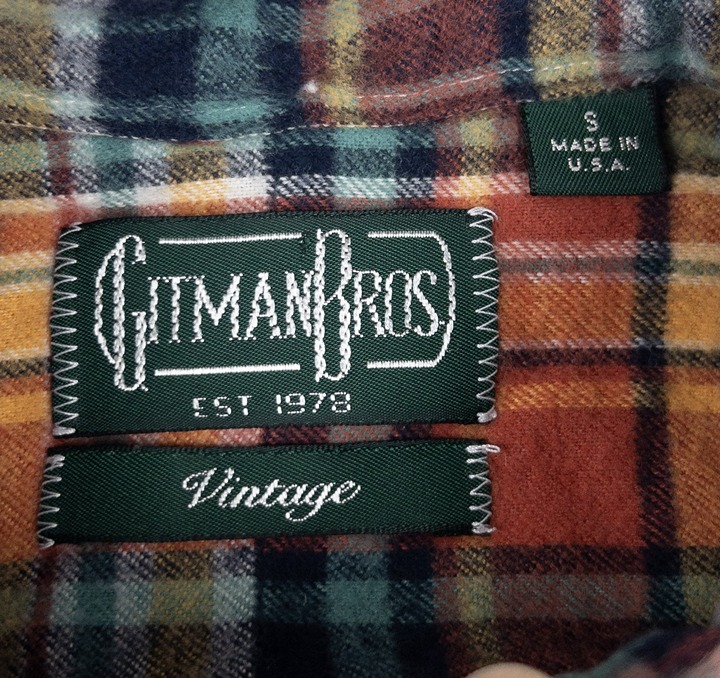 S
MADE IN
U.S.A.
GITMAN BROS.
EST 1978
Vintage